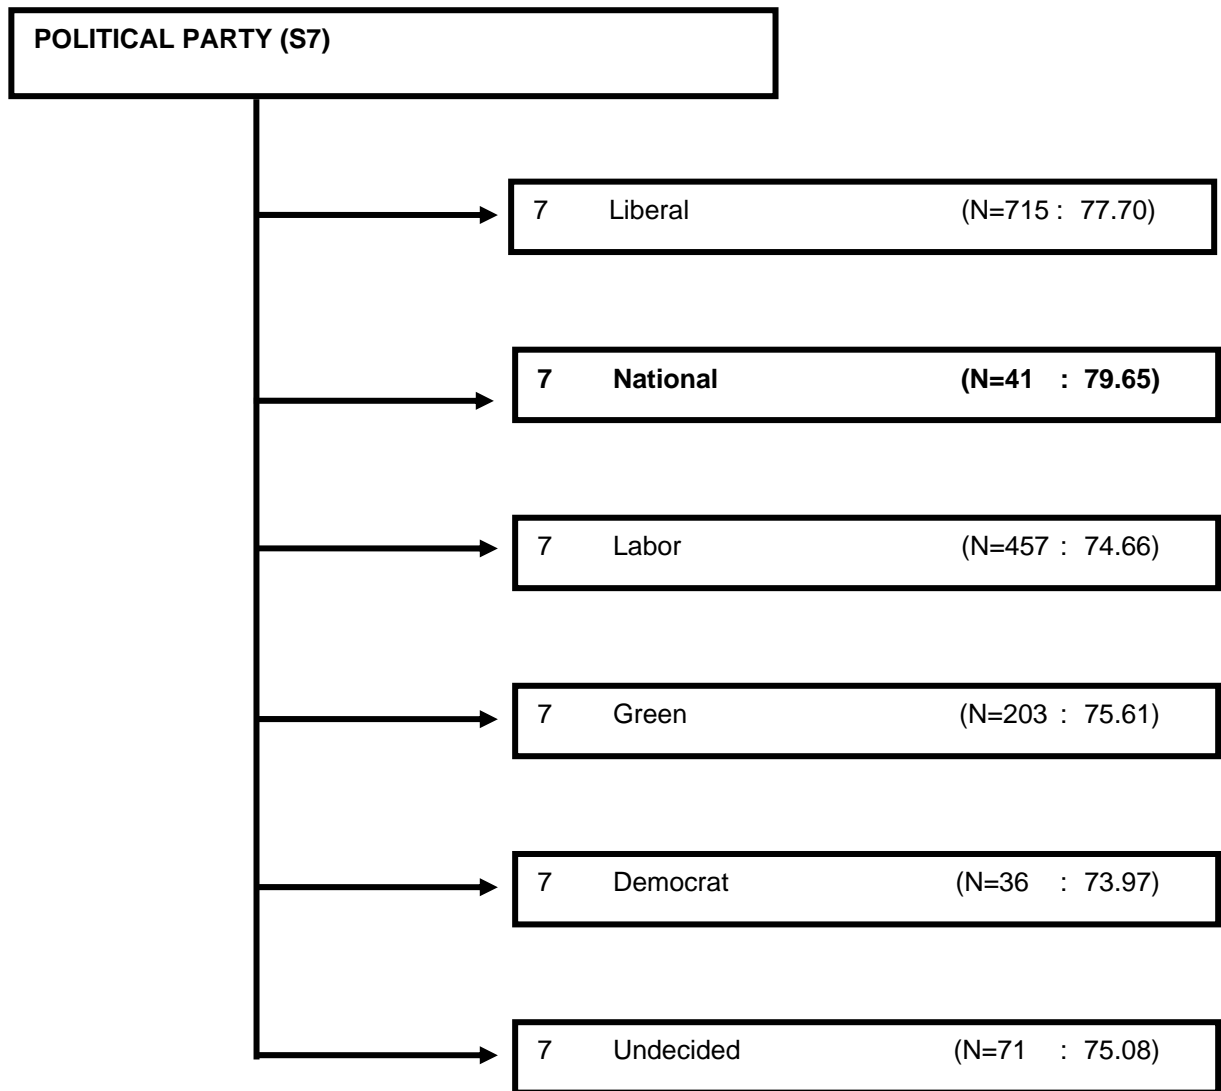 POLITICAL PARTY (S7)
7 Liberal (N=715 : 77.70)
7 National (N=41 : 79.65)
7 Labor (N=457 : 74.66)
7 Green (N=203 : 75.61)
7 Democrat (N=36 : 73.97)
7 Undecided (N=71 : 75.08)